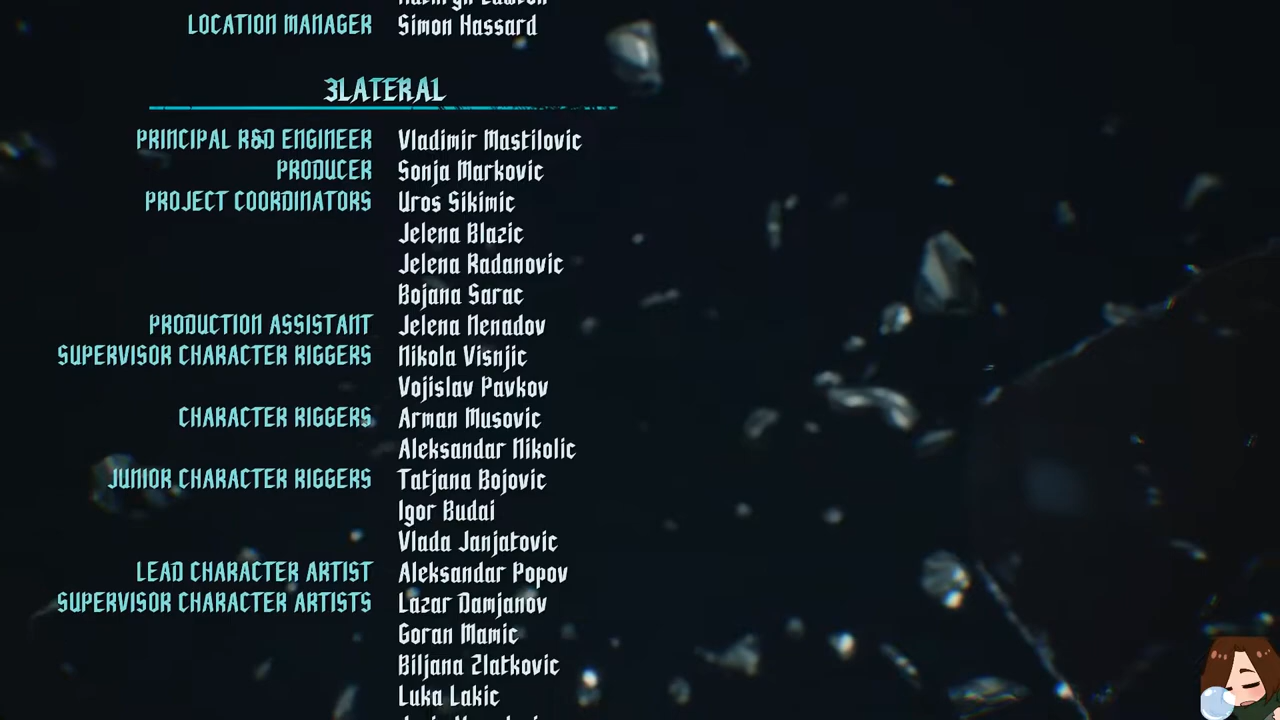 LOCATION MANAGER Simon Hassard
3LATERAL
PRINCIPAL R&D ENGINEER Vladimir Mastilovic
PRODUCER Sonja Markovic
PROJECT COORDINATORS Uros Sikimic
Jelena Blazic
Jelena Radanovic
Bojana Sarac
PRODUCTION ASSISTANT Jelena Nenadov
SUPERVISOR CHARACTER RIGGERS Nikola Visnjic
Vojislav Pavkov
CHARACTER RIGGERS Arman Musovic
Aleksandar Nikolic
JUNIOR CHARACTER RIGGERS Tatjana Bojovic
Igor Budai
Vlada Janjatovic
LEAD CHARACTER ARTIST Aleksandar Popov
SUPERVISOR CHARACTER ARTISTS Lazar Damjanov
Goran Mamic
Biljana Zlatkovic
Luka Lakic